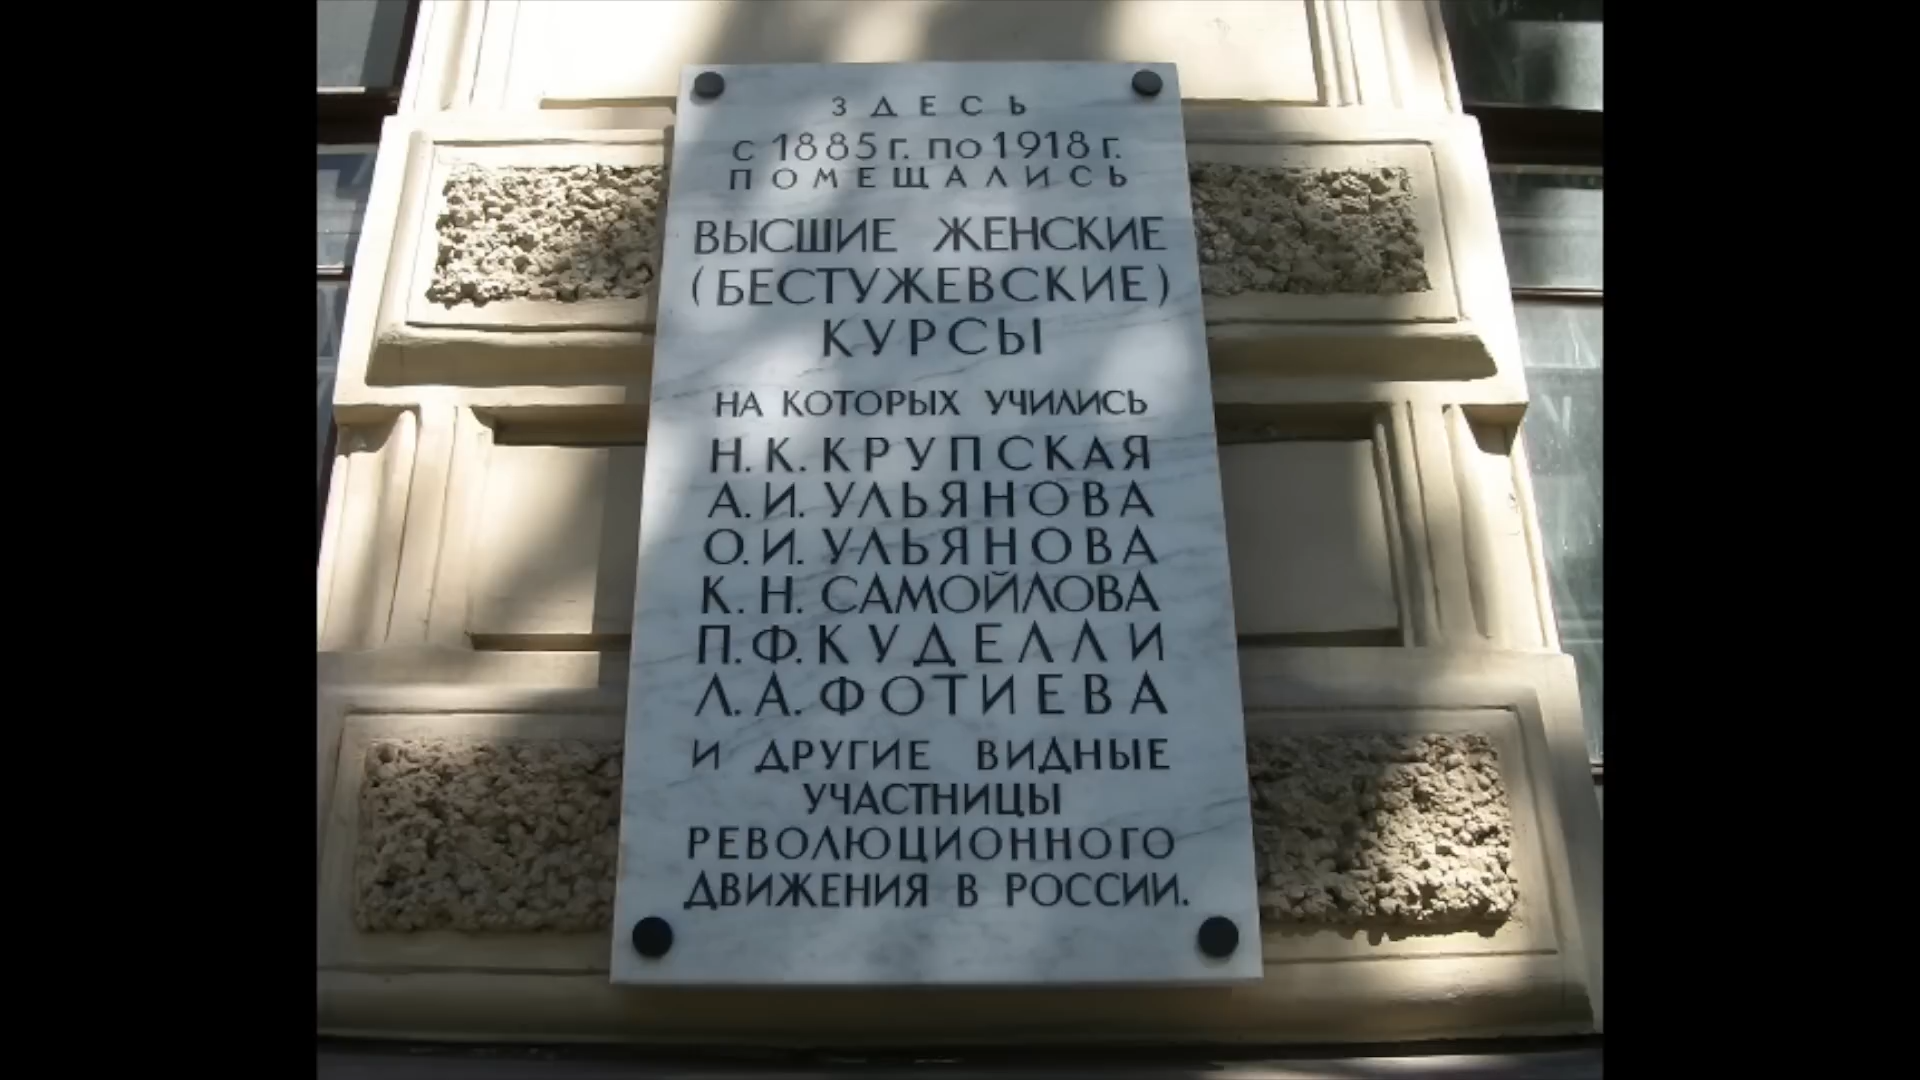 ЗДЕСЬ
С 1885 г. по 1918 г.
ПОМЕЩАЛИСЬ
ВЫСШИЕ ЖЕНСКИЕ
(БЕСТУЖЕВСКИЕ)
КУРСЫ
НА КОТОРЫХ УЧИЛИСЬ
Н. К. КРУПСКАЯ
А. И. УЛЬЯНОВА
О. И. УЛЬЯНОВА
К. Н. САМОЙЛОВА
П. Ф. КУДЕЛЛИ
Л. А. ФОТИЕВА
И ДРУГИЕ ВИДНЫЕ
УЧАСТНИЦЫ
РЕВОЛЮЦИОННОГО
ДВИЖЕНИЯ В РОССИИ.